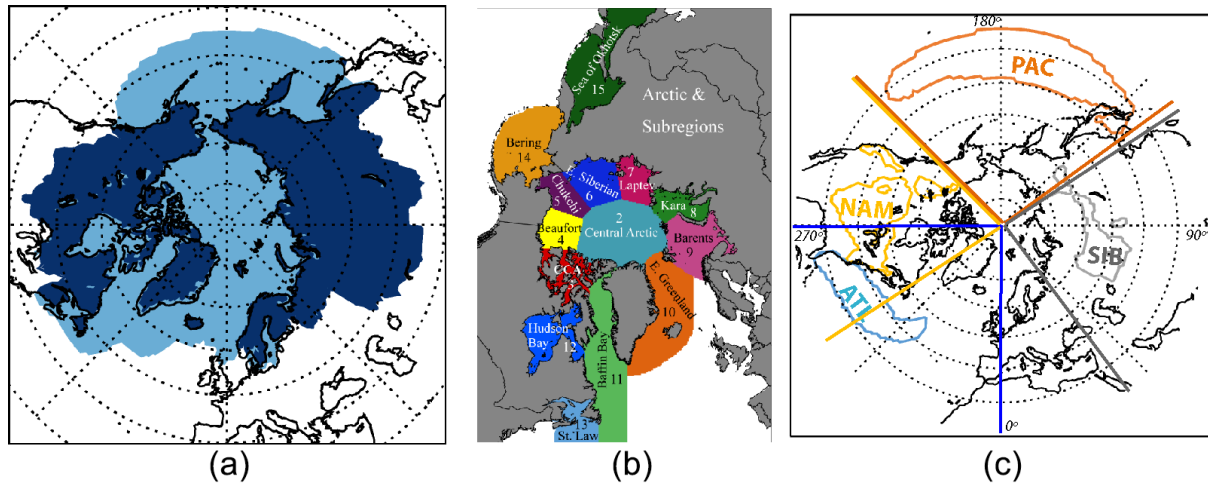 Sea of Okhotsk
15
Arctic &
Subregions
Bering
14
E. Siberian
6
7
Laptev
Chukchi
5
Kara 8
2
Central Arctic
Beaufort
4
Barents
9
CCA
3
E. Greenland
10
Hudson
Bay
12
Baffin Bay
11
13
St. Law
180°
PAC
NAM
270°
SIB
90°
ATL
0°
(a)
(b)
(c)